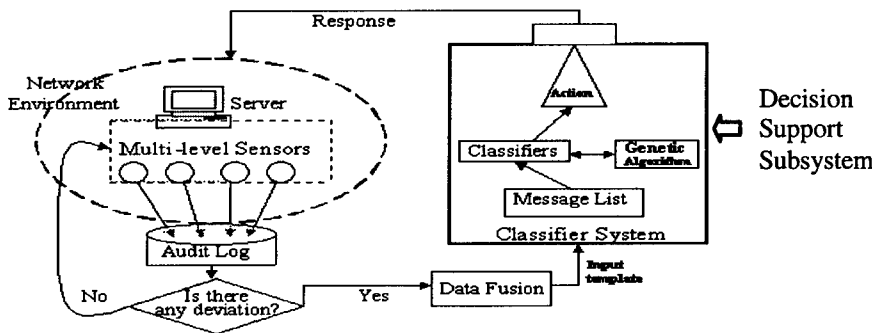 Response
Network
Environment
Server
Multi-level Sensors
Audit Log
Is there
any deviation?
No
Yes
Data Fusion
Input
template
Classifier System
Message List
Classifiers
Genetic
Algorithm
Action
Decision
Support
Subsystem